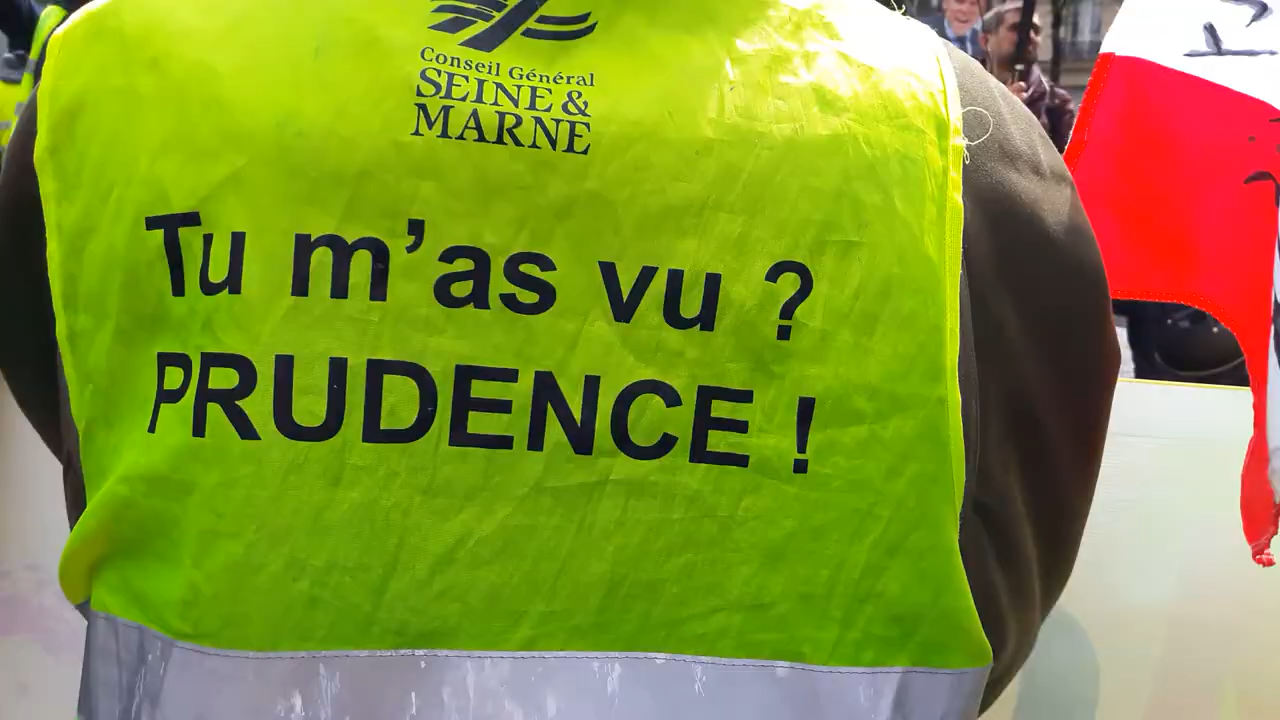 Conseil Général
SEINE &
MARNE
Tu m'as vu ?
PRUDENCE !